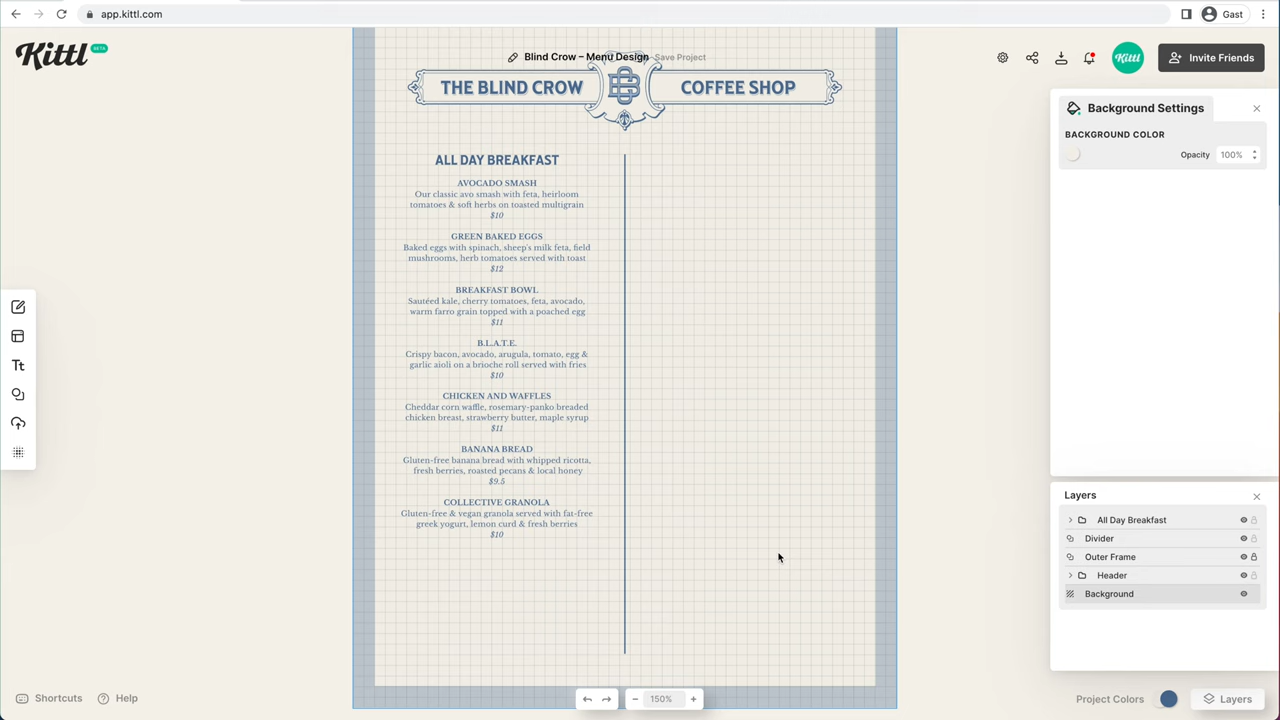 app.kittl.com
Gast
Kittl
BETA
Blind Crow – Menu Design
Save Project
Kittl
Invite Friends
THE BLIND CROW
COFFEE SHOP
ALL DAY BREAKFAST
AVOCADO SMASH
Our classic avo smash with feta, heirloom
tomatoes & soft herbs on toasted multigrain
$10
GREEN BAKED EGGS
Baked eggs with spinach, sheep's milk feta, field
mushrooms, herb tomatoes served with toast
$12
BREAKFAST BOWL
Sautéed kale, cherry tomatoes, feta, avocado,
warm farro grain topped with a poached egg
$11
B.L.A.T.E.
Crispy bacon, avocado, arugula, tomato, egg &
garlic aioli on a brioche roll served with fries
$10
CHICKEN AND WAFFLES
Cheddar corn waffle, rosemary-panko breaded
chicken breast, strawberry butter, maple syrup
$11
BANANA BREAD
Gluten-free banana bread with whipped ricotta,
fresh berries, roasted pecans & local honey
$9.5
COLLECTIVE GRANOLA
Gluten-free & vegan granola served with fat-free
greek yogurt, lemon curd & fresh berries
$10
Tt
Background Settings
BACKGROUND COLOR
Opacity 100%
Layers
All Day Breakfast
Divider
Outer Frame
Header
Background
Shortcuts
Help
150%
Project Colors
Layers